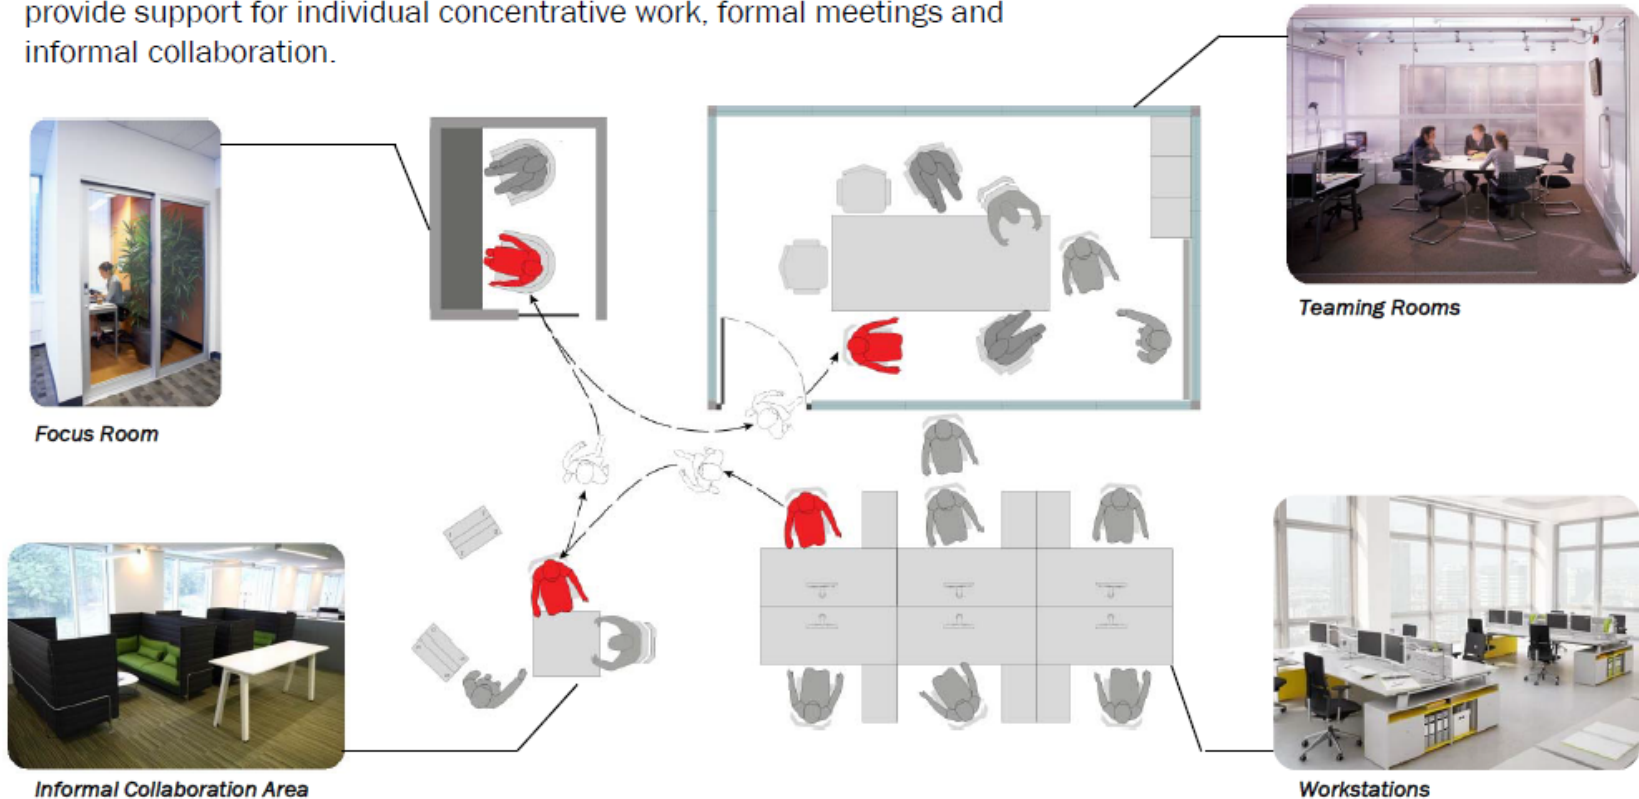 provide support for individual concentrative work, formal meetings and
informal collaboration.
Teaming Rooms
Focus Room
Informal Collaboration Area
Workstations